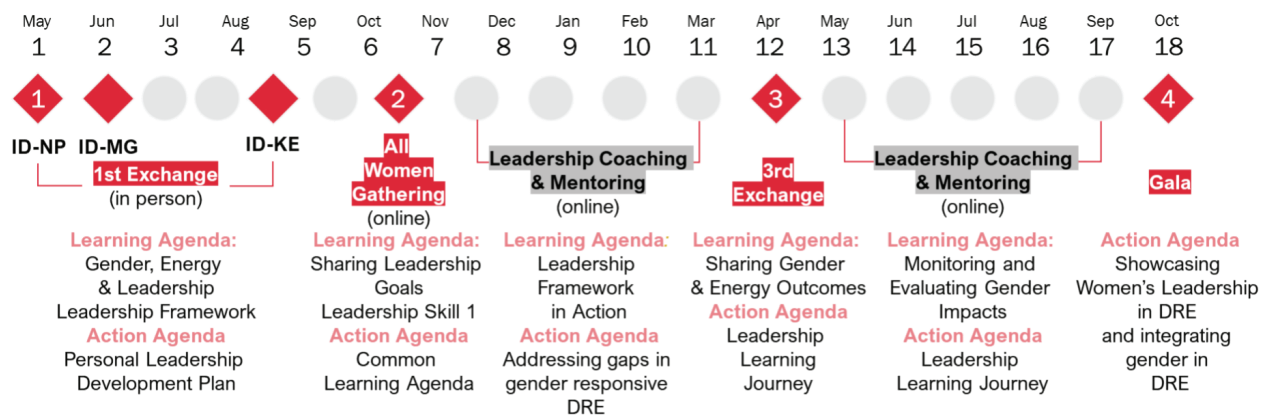 May Jun Jul Aug Sep Oct Nov Dec Jan Feb Mar Apr May Jun Jul Aug Sep Oct
1 2 3 4 5 6 7 8 9 10 11 12 13 14 15 16 17 18
1 2 3 4
ID-NP ID-MG ID-KE
1st Exchange
(in person)
All
Women
Gathering
(online)
Leadership Coaching
& Mentoring
(online)
3rd
Exchange
Leadership Coaching
& Mentoring
(online)
Gala
Learning Agenda:
Gender, Energy
& Leadership
Leadership Framework
Action Agenda
Personal Leadership
Development Plan
Learning Agenda:
Sharing Leadership
Goals
Leadership Skill 1
Action Agenda
Common
Learning Agenda
Learning Agenda:
Leadership
Framework
in Action
Action Agenda
Addressing gaps in
gender responsive
DRE
Learning Agenda:
Sharing Gender
& Energy Outcomes
Action Agenda
Leadership
Learning
Journey
Learning Agenda:
Monitoring and
Evaluating Gender
Impacts
Action Agenda
Leadership
Learning Journey
Action Agenda
Showcasing
Women's Leadership
in DRE
and integrating
gender in
DRE